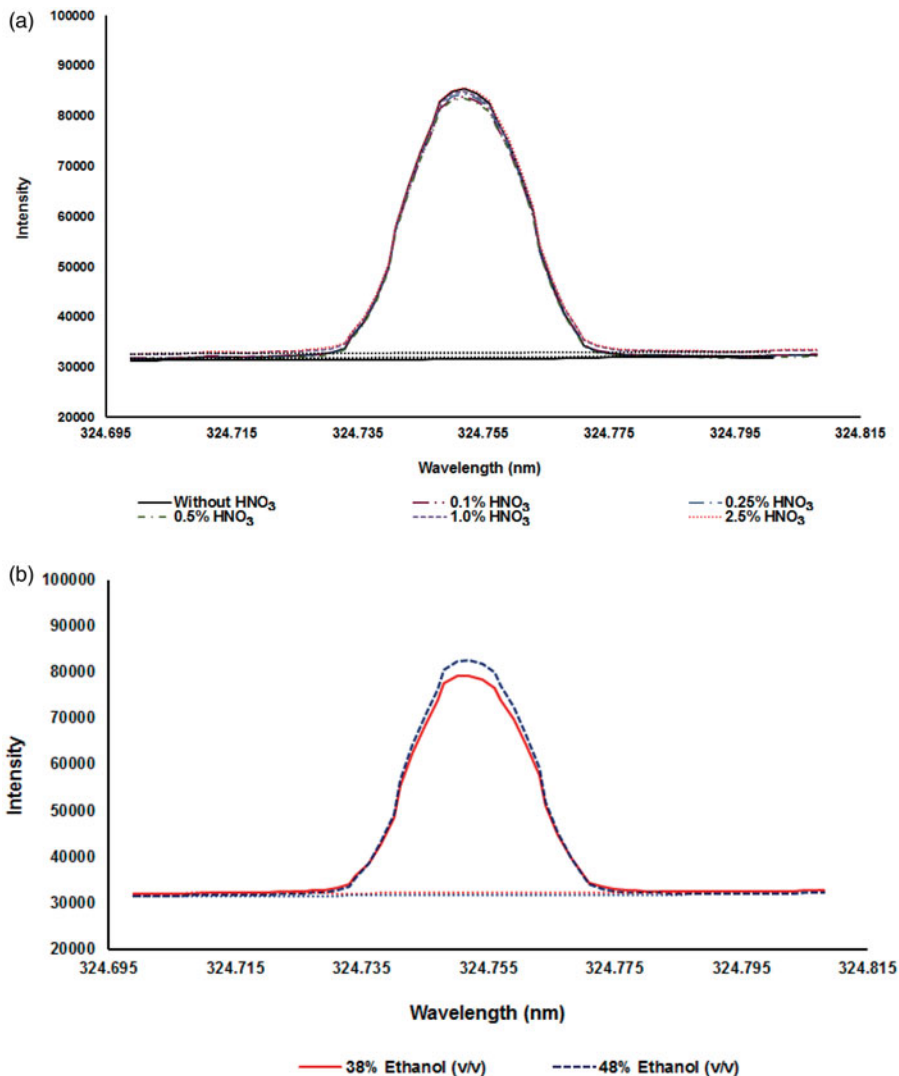 (a)
100000
90000
80000
70000
60000
50000
40000
30000
20000
Intensity
324.695 324.715 324.735 324.755 324.775 324.795 324.815
Wavelength (nm)
Without HNO3 0.1% HNO3 0.25% HNO3
0.5% HNO3 1.0% HNO3 2.5% HNO3
(b)
100000
90000
80000
70000
60000
50000
40000
30000
20000
Intensity
324.695 324.715 324.735 324.755 324.775 324.795 324.815
Wavelength (nm)
38% Ethanol (v/v) 48% Ethanol (v/v)